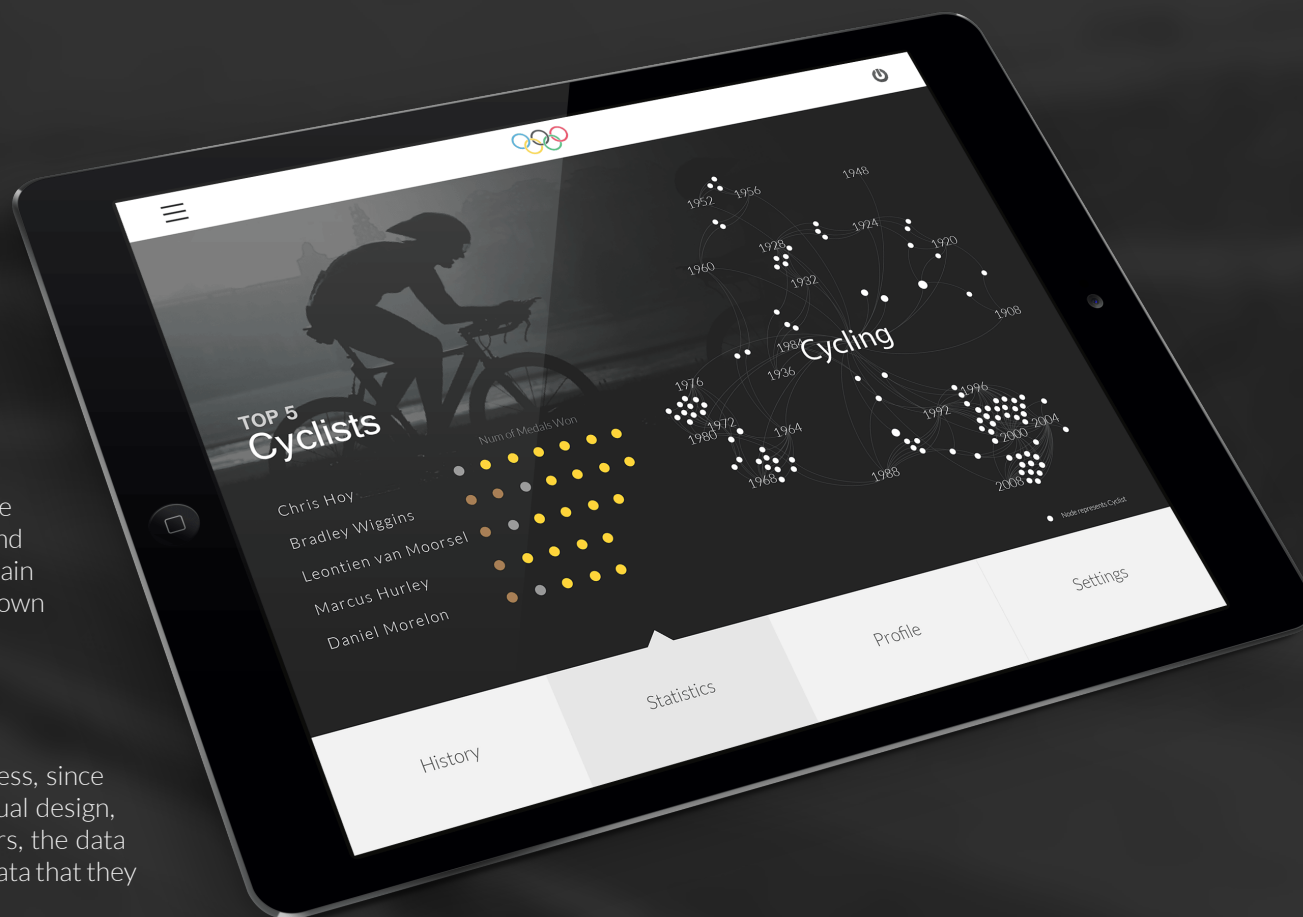 TOP 5
Cyclists
Num of Medals Won
Chris Hoy
Bradley Wiggins
Leontien van Moorsel
Marcus Hurley
Daniel Morelon
1948
1952
1956
1924
1928
1920
1960
1932
1908
1984
Cycling
1936
1976
1996
1972
1992
1980
1964
2004
2000
1988
1968
2008
Node represents Cyclist
History
Statistics
Profile
Settings
e
nd
ain
own
ess, since
ual design,
rs, the data
ata that they